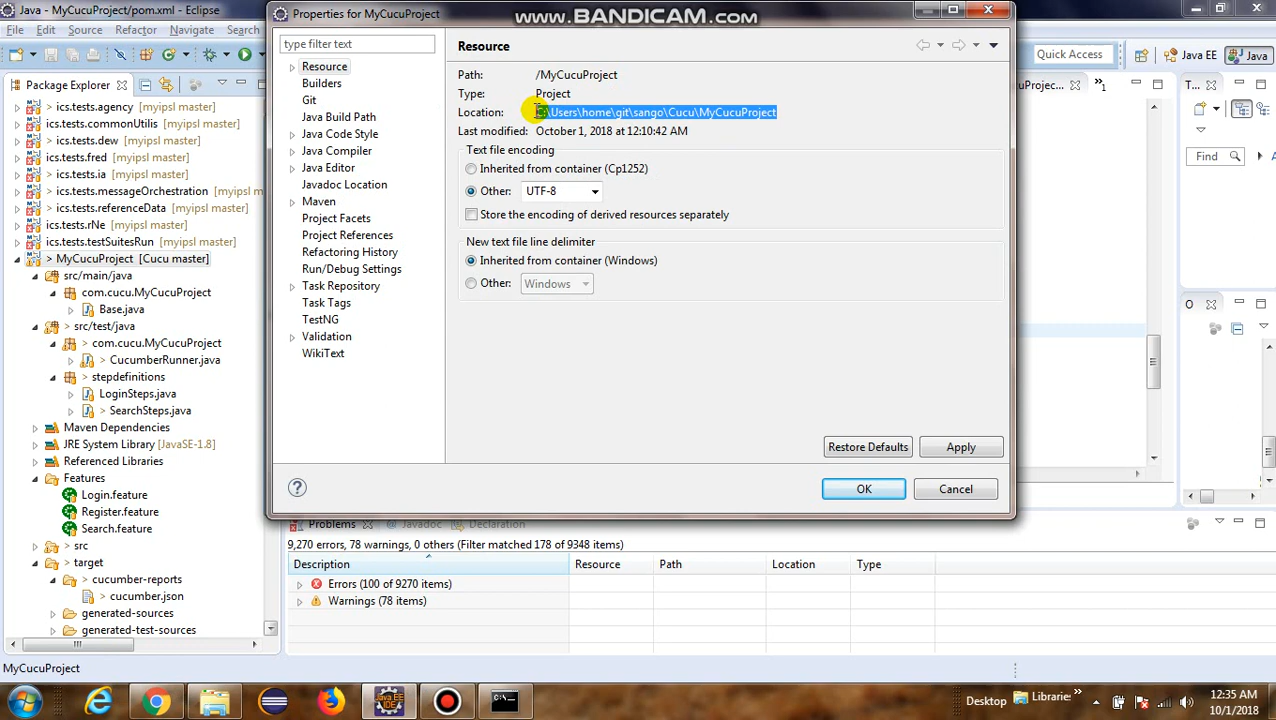 Java - MyCucuProject/pom.xml - Eclipse
Properties for MyCucuProject
www.BANDICAM.com
File Edit Source Refactor Navigate Search
Quick Access
Java EE
Java
Package Explorer
ics.tests.agency [myipsl master]
ics.tests.commonUtils [myipsl master]
ics.tests.dew [myipsl master]
ics.tests.fred [myipsl master]
ics.tests.ia [myipsl master]
ics.tests.messageOrchestration [myipsl master]
ics.tests.referenceData [myipsl master]
ics.tests.rNe [myipsl master]
ics.tests.testSuitesRun [myipsl master]
> MyCucuProject [Cucu master]
src/main/java
com.cucu.MyCucuProject
Base.java
> src/test/java
> com.cucu.MyCucuProject
> CucumberRunner.java
> stepdefinitions
> LoginSteps.java
> SearchSteps.java
Maven Dependencies
JRE System Library [JavaSE-1.8]
Referenced Libraries
Features
Login.feature
Register.feature
Search.feature
> src
> target
> cucumber-reports
> cucumber.json
> generated-sources
> generated-test-sources
type filter text
Resource
Builders
Git
Java Build Path
Java Code Style
Java Compiler
Java Editor
Javadoc Location
Maven
Project Facets
Project References
Refactoring History
Run/Debug Settings
Task Repository
Task Tags
TestNG
Validation
WikiText
Resource
Path: /MyCucuProject
Type: Project
Location: C:\Users\home\git\sango\Cucu\MyCucuProject
Last modified: October 1, 2018 at 12:10:42 AM
Text file encoding
Inherited from container (Cp1252)
Other: UTF-8
Store the encoding of derived resources separately
New text file line delimiter
Inherited from container (Windows)
Other: Windows
Restore Defaults
Apply
OK
Cancel
Projec...
»1
T...
Find
A
O
Problems
Javadoc
Declaration
9,270 errors, 78 warnings, 0 others (Filter matched 178 of 9348 items)
Description Resource Path Location Type
Errors (100 of 9270 items)
Warnings (78 items)
MyCucuProject
Desktop
Librarie
12:35 AM
10/1/2018